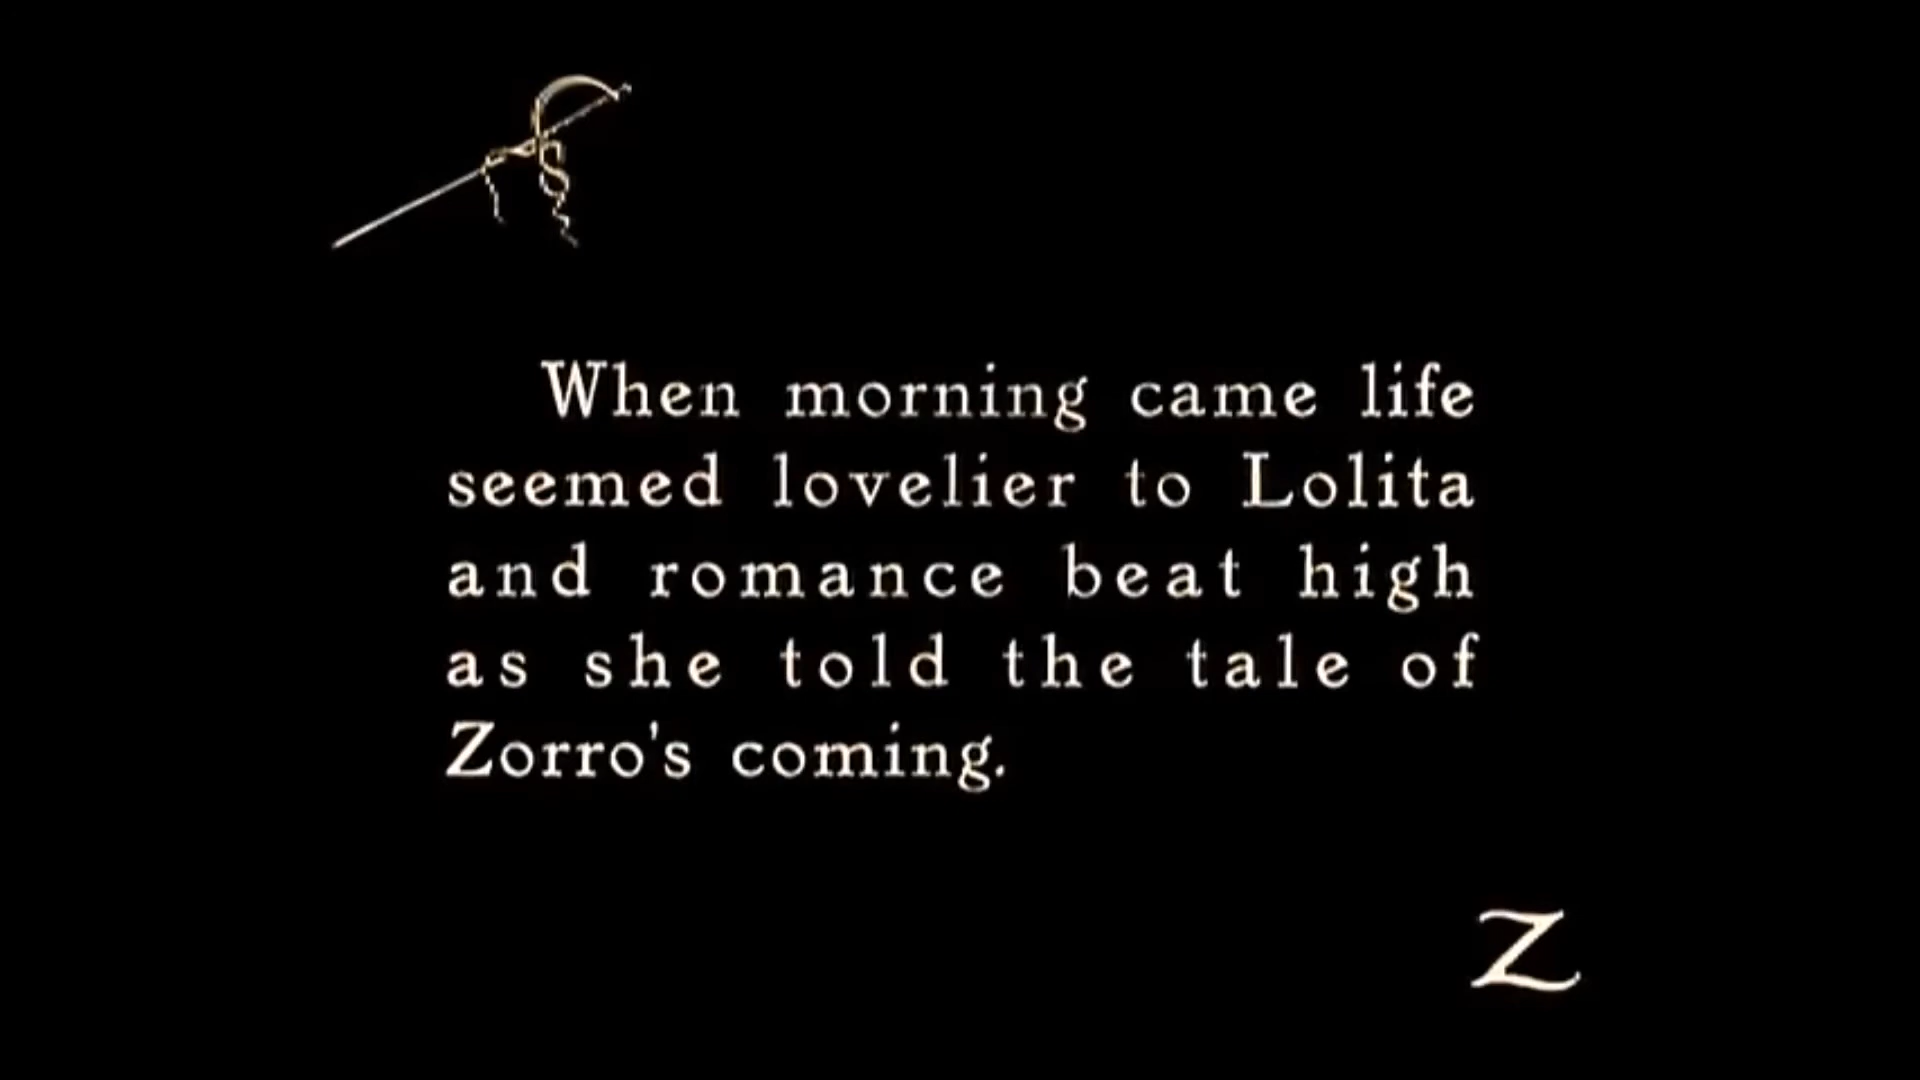 When morning came life
seemed lovelier to Lolita
and romance beat high
as she told the tale of
Zorro's coming.
Z